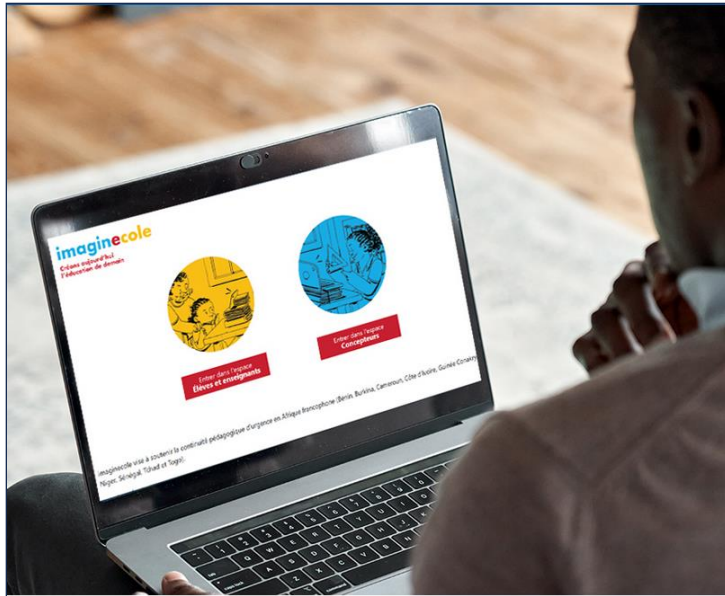 imaginecole
Créons aujourd'hui
l'éducation de demain
Entrer dans l'espace
Élèves et enseignants
Entrer dans l'espace
Concepteurs
imaginecole vise à soutenir la continuité pédagogique d'urgence en Afrique francophone (Benin, Burkina, Cameroun, Côte d'Ivoire, Guinée Conakry
Niger, Sénégal, Tchad et Togo).